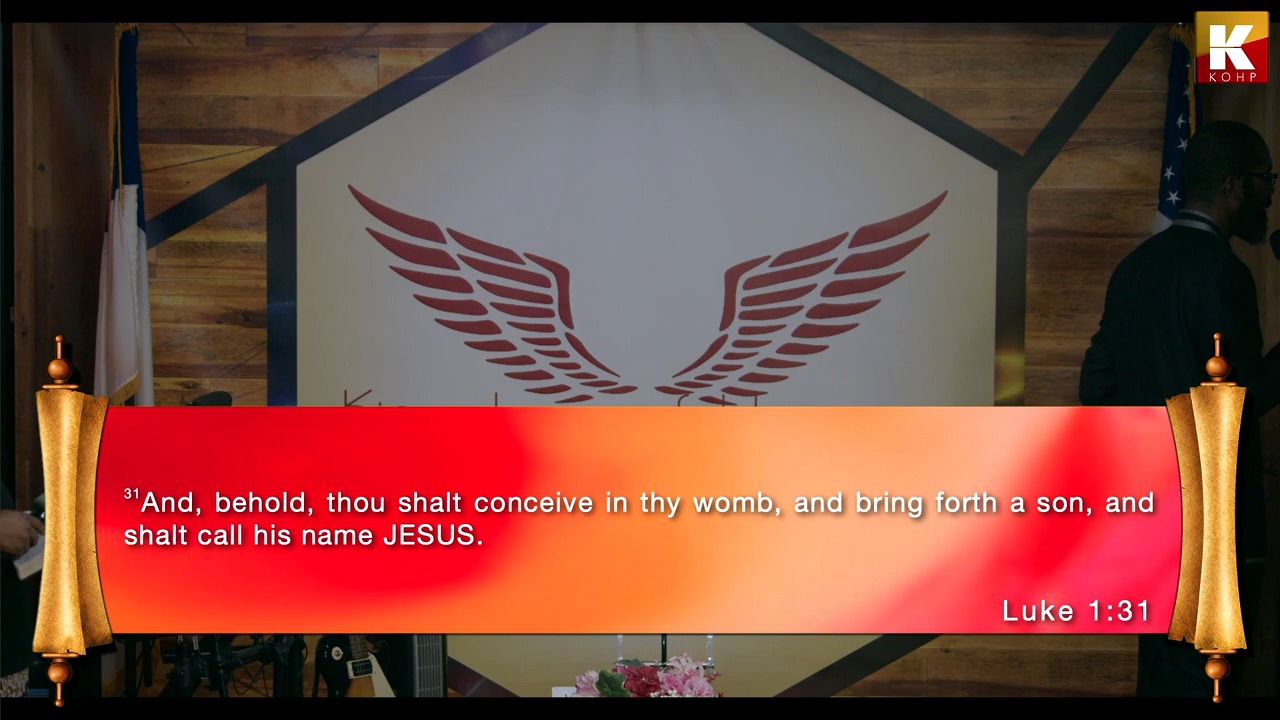 K
KOHP
31And, behold, thou shalt conceive in thy womb, and bring forth a son, and
shalt call his name JESUS.
Luke 1:31